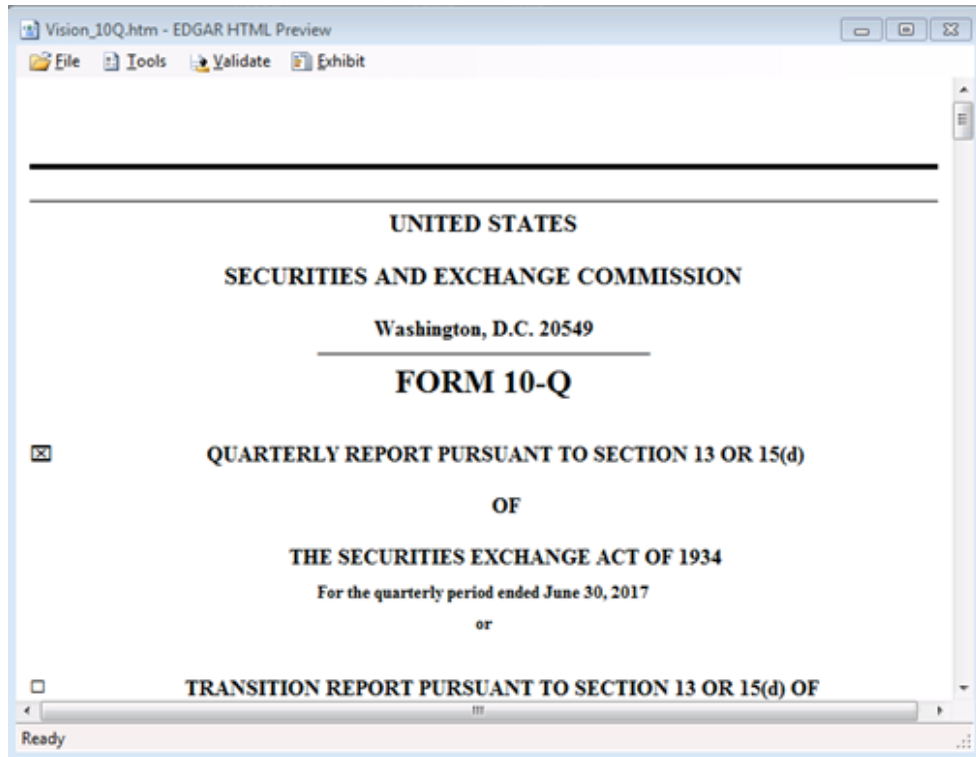 Vision_10Q.htm - EDGAR HTML Preview
File Tools Validate Exhibit
UNITED STATES
SECURITIES AND EXCHANGE COMMISSION
Washington, D.C. 20549
FORM 10-Q
☒ QUARTERLY REPORT PURSUANT TO SECTION 13 OR 15(d)
OF
THE SECURITIES EXCHANGE ACT OF 1934
For the quarterly period ended June 30, 2017
or
☐ TRANSITION REPORT PURSUANT TO SECTION 13 OR 15(d) OF
Ready